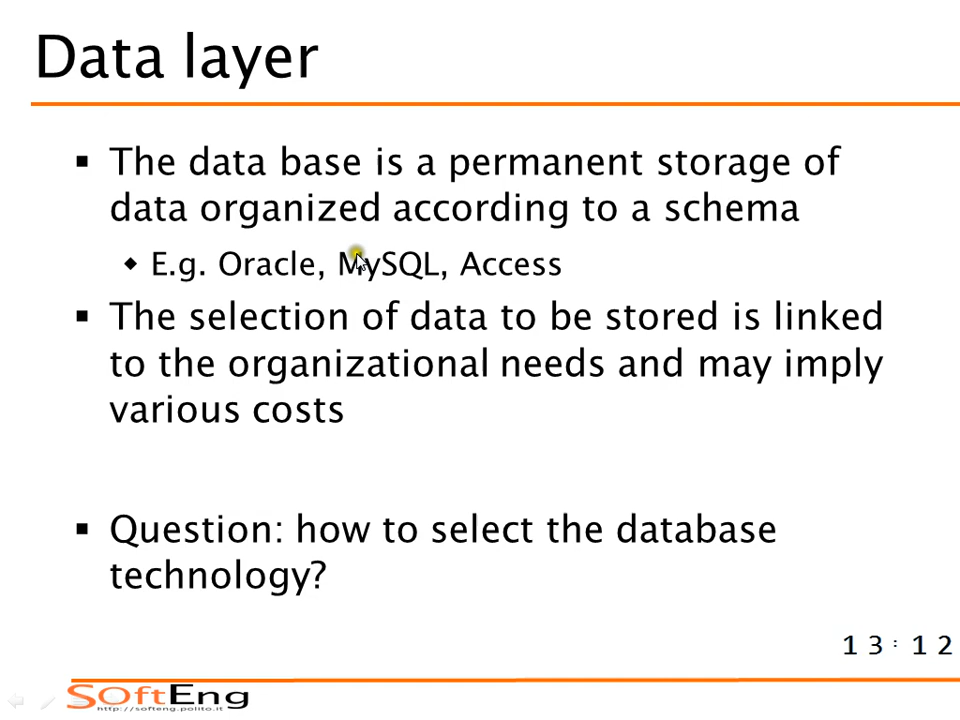 Data layer
▪ The data base is a permanent storage of
data organized according to a schema
◆ E.g. Oracle, MySQL, Access
▪ The selection of data to be stored is linked
to the organizational needs and may imply
various costs
▪ Question: how to select the database
technology?
13:12
SOftEng
http://softeng.polito.it